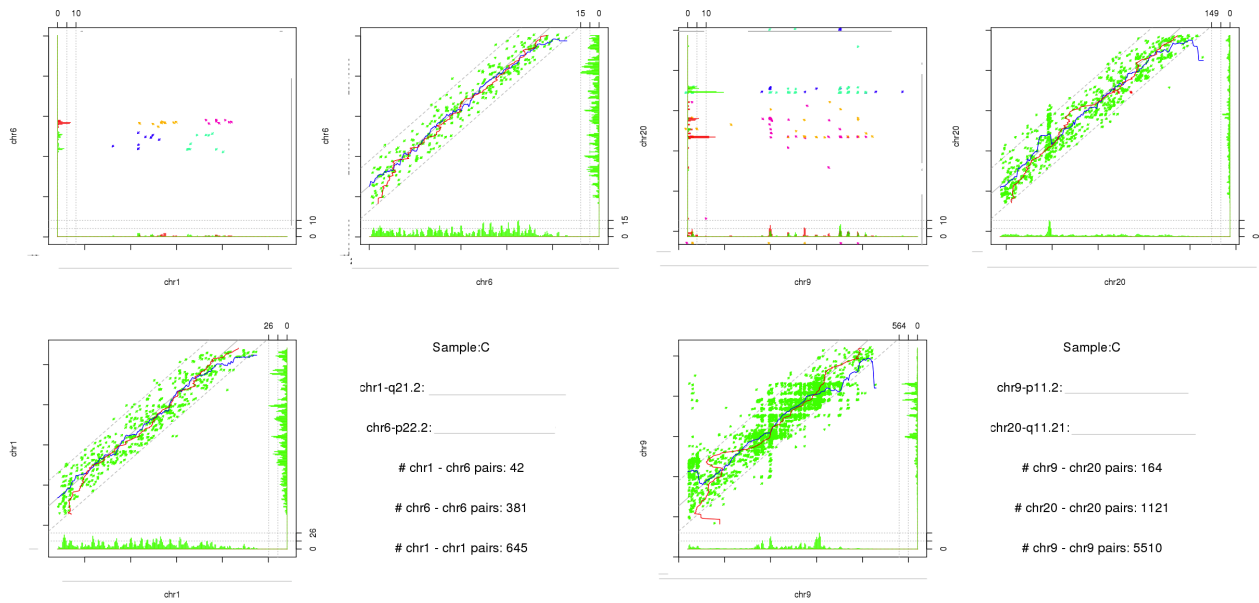 0 10
15 0
0 10
149 0
chr6
10
0
chr6
15
0
chr20
10
0
chr20
0
chr1
chr6
chr9
chr20
26 0
chr1
26
0
chr1
Sample:C
chr1-q21.2:
chr6-p22.2:
# chr1 - chr6 pairs: 42
# chr6 - chr6 pairs: 381
# chr1 - chr1 pairs: 645
564 0
chr9
0
chr9
Sample:C
chr9-p11.2:
chr20-q11.21:
# chr9 - chr20 pairs: 164
# chr20 - chr20 pairs: 1121
# chr9 - chr9 pairs: 5510